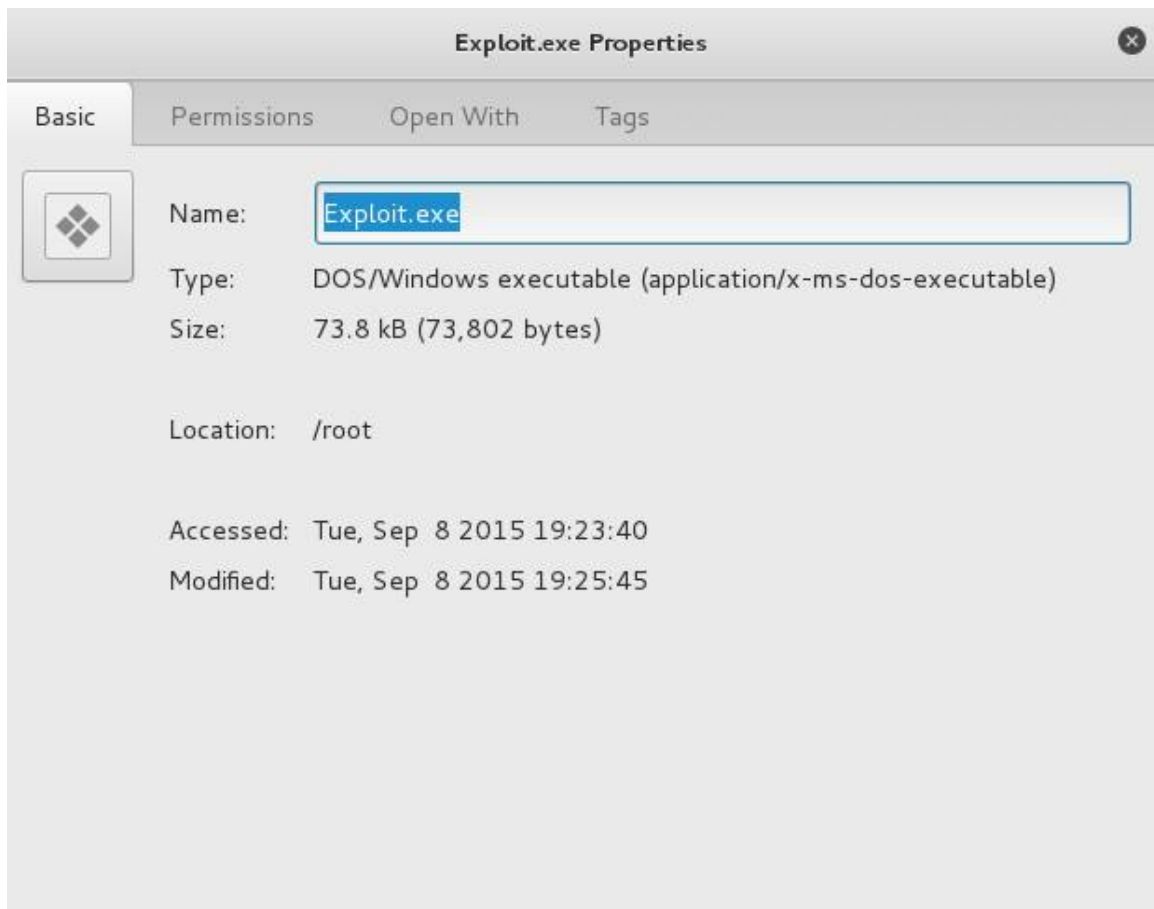 Exploit.exe Properties
Basic Permissions Open With Tags
Name: Exploit.exe
Type: DOS/Windows executable (application/x-ms-dos-executable)
Size: 73.8 kB (73,802 bytes)
Location: /root
Accessed: Tue, Sep 8 2015 19:23:40
Modified: Tue, Sep 8 2015 19:25:45